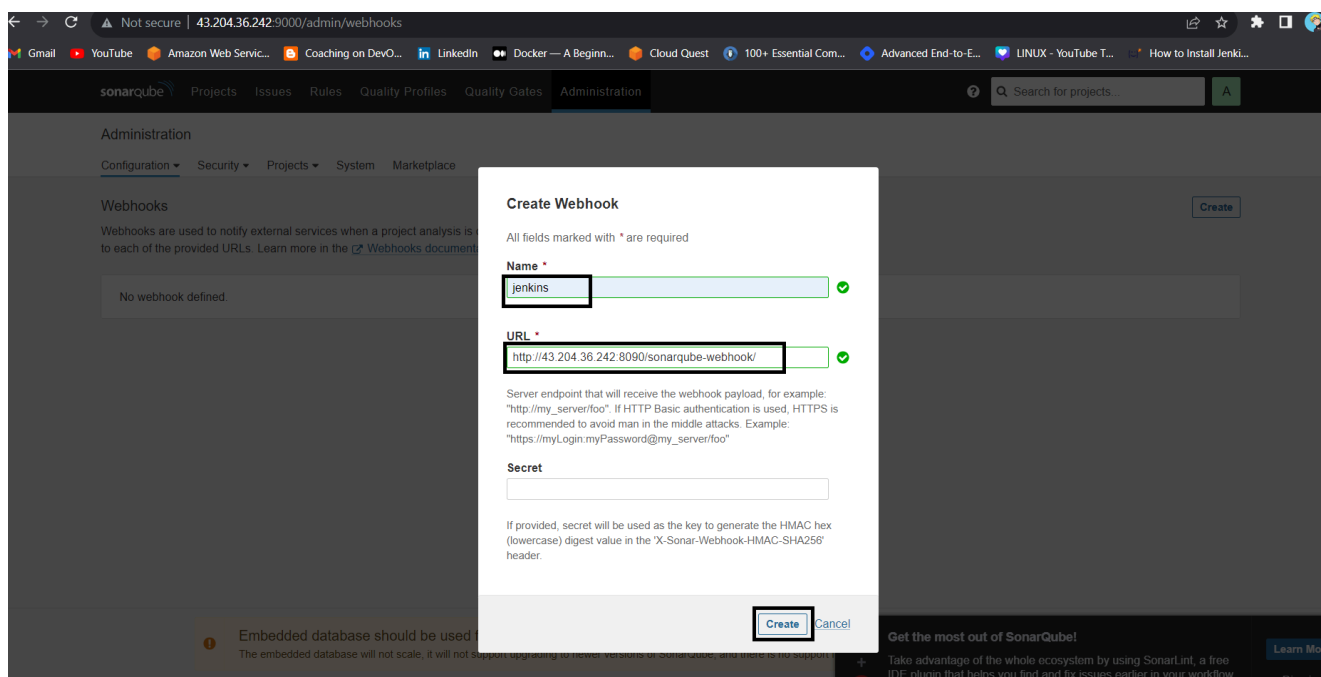 Not secure | 43.204.36.242:9000/admin/webhooks
Gmail YouTube Amazon Web Servic... Coaching on DevO... LinkedIn Docker — A Beginn... Cloud Quest 100+ Essential Com... Advanced End-to-E... LINUX - YouTube T... How to Install Jenki...
sonarqube Projects Issues Rules Quality Profiles Quality Gates Administration Search for projects... A
Administration
Configuration Security Projects System Marketplace
Webhooks
Create
Webhooks are used to notify external services when a project analysis is
to each of the provided URLs. Learn more in the Webhooks
No webhook defined.
Create Webhook
All fields marked with * are required
Name *
jenkins
URL *
http://43.204.36.242:8090/sonarqube-webhook/
Server endpoint that will receive the webhook payload, for example:
"http://my_server/foo". If HTTP Basic authentication is used, HTTPS is
recommended to avoid man in the middle attacks. Example:
"https://myLogin:myPassword@my_server/foo"
Secret
If provided, secret will be used as the key to generate the HMAC hex
(lowercase) digest value in the 'X-Sonar-Webhook-HMAC-SHA256'
header.
Create Cancel
Embedded database should be used
The embedded database will not scale, it will not support upgrading to newer versions of SonarQube, and there is no support
Get the most out of SonarQube!
Take advantage of the whole ecosystem by using SonarLint, a free
IDE plugin that helps you find and fix issues earlier in your workflow.
Learn Mo